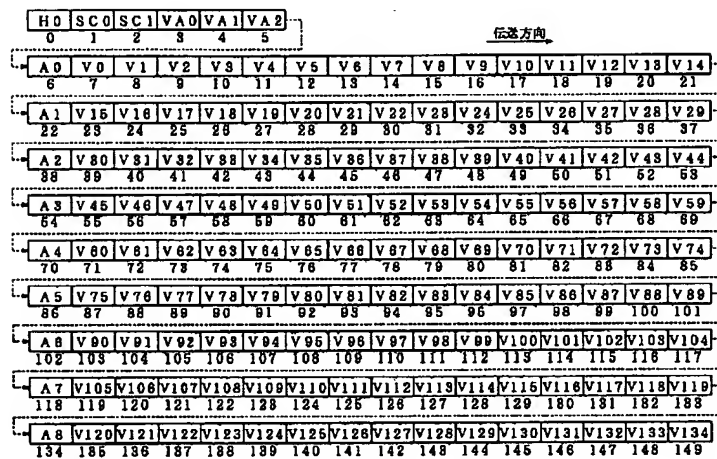 H0 SC0 SC1 VA0 VA1 VA2
0 1 2 3 4 5
伝送方向
A0 V0 V1 V2 V3 V4 V5 V6 V7 V8 V9 V10 V11 V12 V13 V14
6 7 8 9 10 11 12 13 14 15 16 17 18 19 20 21
A1 V15 V16 V17 V18 V19 V20 V21 V22 V23 V24 V25 V26 V27 V28 V29
22 23 24 25 26 27 28 29 30 31 32 33 34 35 36 37
A2 V30 V31 V32 V33 V34 V35 V36 V37 V38 V39 V40 V41 V42 V43 V44
38 39 40 41 42 43 44 45 46 47 48 49 50 51 52 53
A3 V45 V46 V47 V48 V49 V50 V51 V52 V53 V54 V55 V56 V57 V58 V59
54 55 56 57 58 59 60 61 62 63 64 65 66 67 68 69
A4 V60 V61 V62 V63 V64 V65 V66 V67 V68 V69 V70 V71 V72 V73 V74
70 71 72 73 74 75 76 77 78 79 80 81 82 83 84 85
A5 V75 V76 V77 V78 V79 V80 V81 V82 V83 V84 V85 V86 V87 V88 V89
86 87 88 89 90 91 92 93 94 95 96 97 98 99 100 101
A6 V90 V91 V92 V93 V94 V95 V96 V97 V98 V99 V100 V101 V102 V103 V104
102 103 104 105 106 107 108 109 110 111 112 113 114 115 116 117
A7 V105 V106 V107 V108 V109 V110 V111 V112 V113 V114 V115 V116 V117 V118 V119
118 119 120 121 122 123 124 125 126 127 128 129 130 131 132 133
A8 V120 V121 V122 V123 V124 V125 V126 V127 V128 V129 V130 V131 V132 V133 V134
134 135 136 137 138 139 140 141 142 143 144 145 146 147 148 149